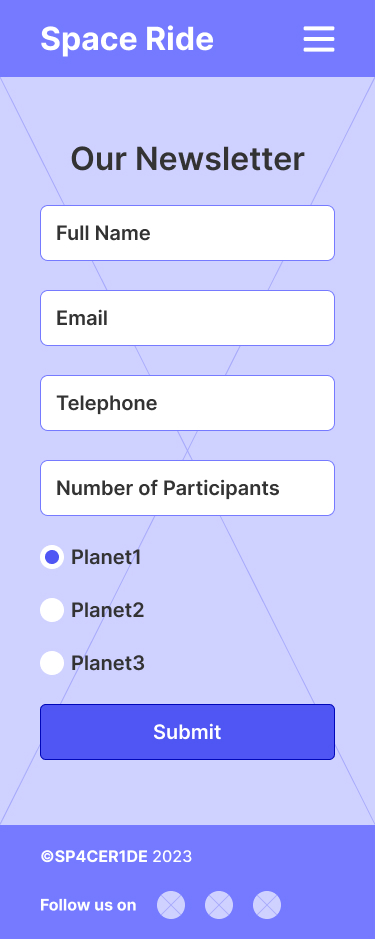 Space Ride
Our Newsletter
Full Name
Email
Telephone
Number of Participants
Planet1
Planet2
Planet3
Submit
©SP4CER1DE 2023
Follow us on